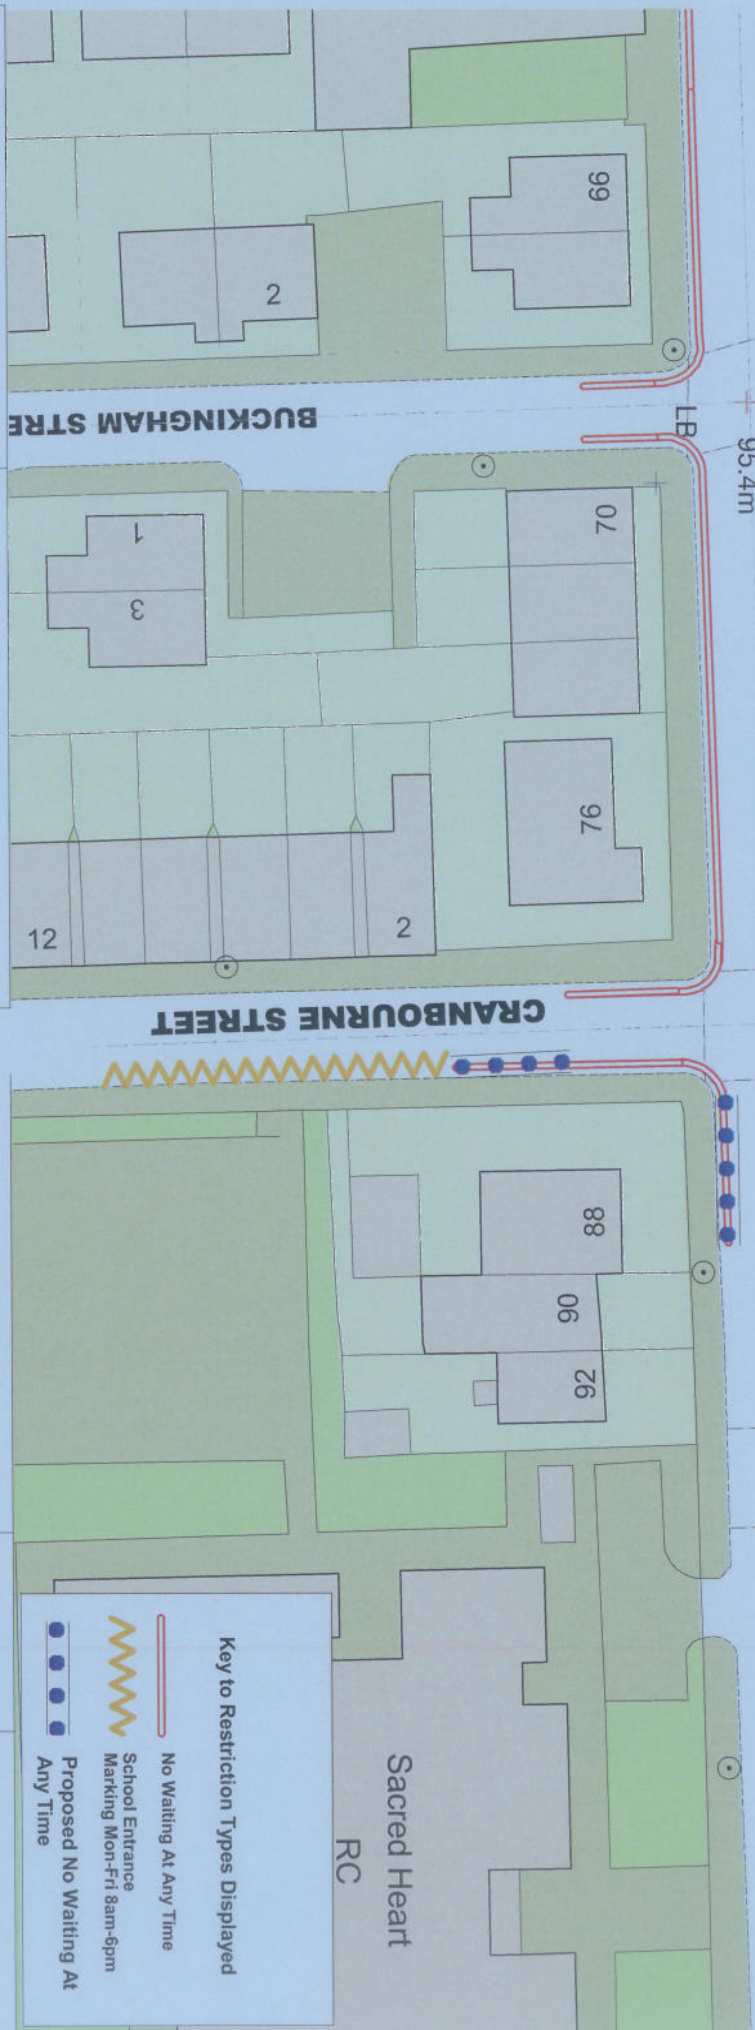 95.4m
LB
66
2
BUCKINGHAM STRE
70
1
3
76
2
12
CRANBOURNE STREET
88
90
92
Sacred Heart
RC
Key to Restriction Types Displayed
No Waiting At Any Time
School Entrance
Marking Mon-Fri 8am-6pm
Proposed No Waiting At
Any Time